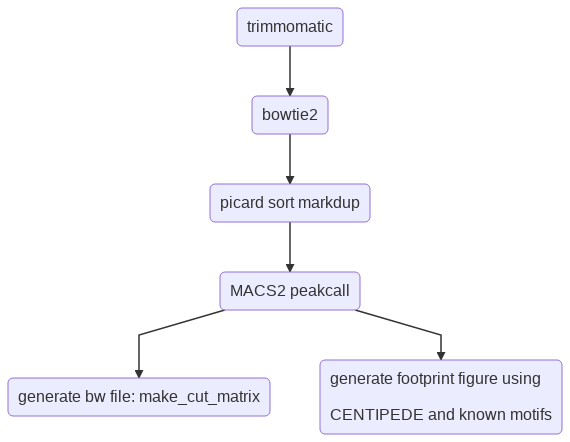 trimmomatic
bowtie2
picard sort markdup
MACS2 peakcall
generate bw file: make_cut_matrix
generate footprint figure using
CENTIPEDE and known motifs